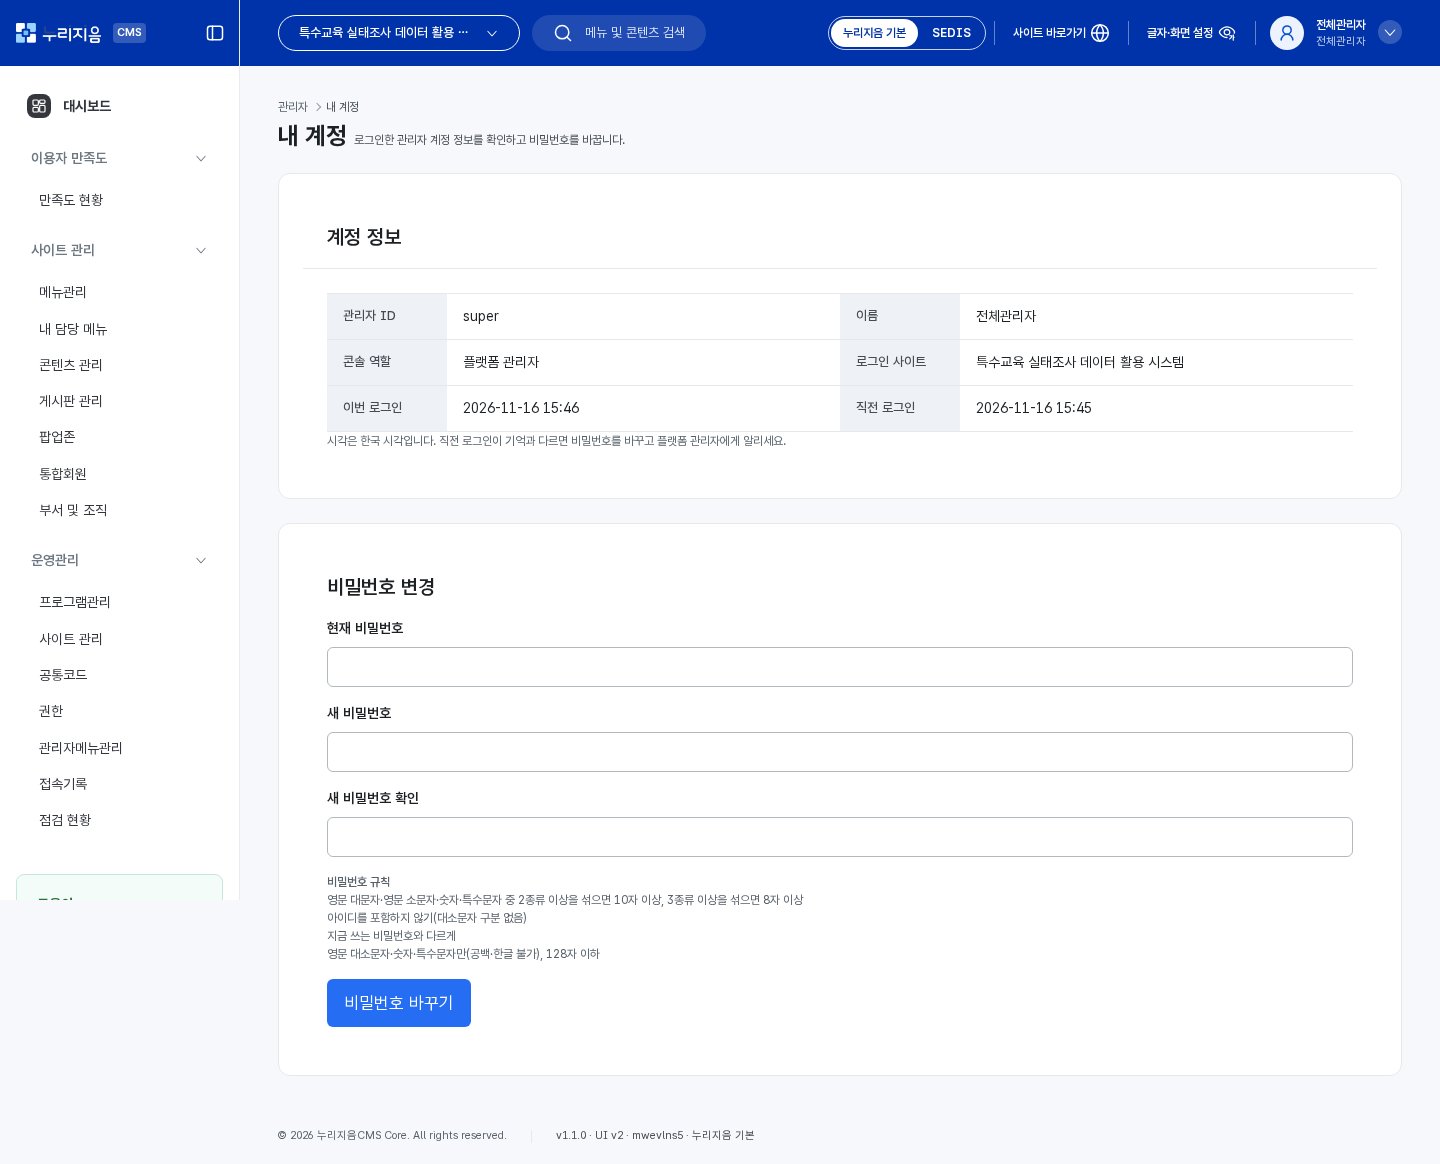 누리지음 CMS
특수교육 실태조사 데이터 활용 ···
메뉴 및 콘텐츠 검색
누리지음 기본
SEDIS
사이트 바로가기
글자·화면 설정
전체관리자
전체관리자
대시보드
이용자 만족도
만족도 현황
사이트 관리
메뉴관리
내 담당 메뉴
콘텐츠 관리
게시판 관리
팝업존
통합회원
부서 및 조직
운영관리
프로그램관리
사이트 관리
공통코드
권한
관리자메뉴관리
접속기록
점검 현황
관리자 > 내 계정
내 계정 로그인한 관리자 계정 정보를 확인하고 비밀번호를 바꿉니다.
계정 정보
관리자 ID super 이름 전체관리자
콘솔 역할 플랫폼 관리자 로그인 사이트 특수교육 실태조사 데이터 활용 시스템
이번 로그인 2026-11-16 15:46 직전 로그인 2026-11-16 15:45
시각은 한국 시각입니다. 직전 로그인이 기억과 다르면 비밀번호를 바꾸고 플랫폼 관리자에게 알리세요.
비밀번호 변경
현재 비밀번호
새 비밀번호
새 비밀번호 확인
비밀번호 규칙
영문 대문자·영문 소문자·숫자·특수문자 중 2종류 이상을 섞으면 10자 이상, 3종류 이상을 섞으면 8자 이상
아이디를 포함하지 않기(대소문자 구분 없음)
지금 쓰는 비밀번호와 다르게
영문 대소문자·숫자·특수문자만(공백·한글 불가), 128자 이하
비밀번호 바꾸기
© 2026 누리지음CMS Core. All rights reserved.
v1.1.0 · UI v2 · mwevlns5 · 누리지음 기본